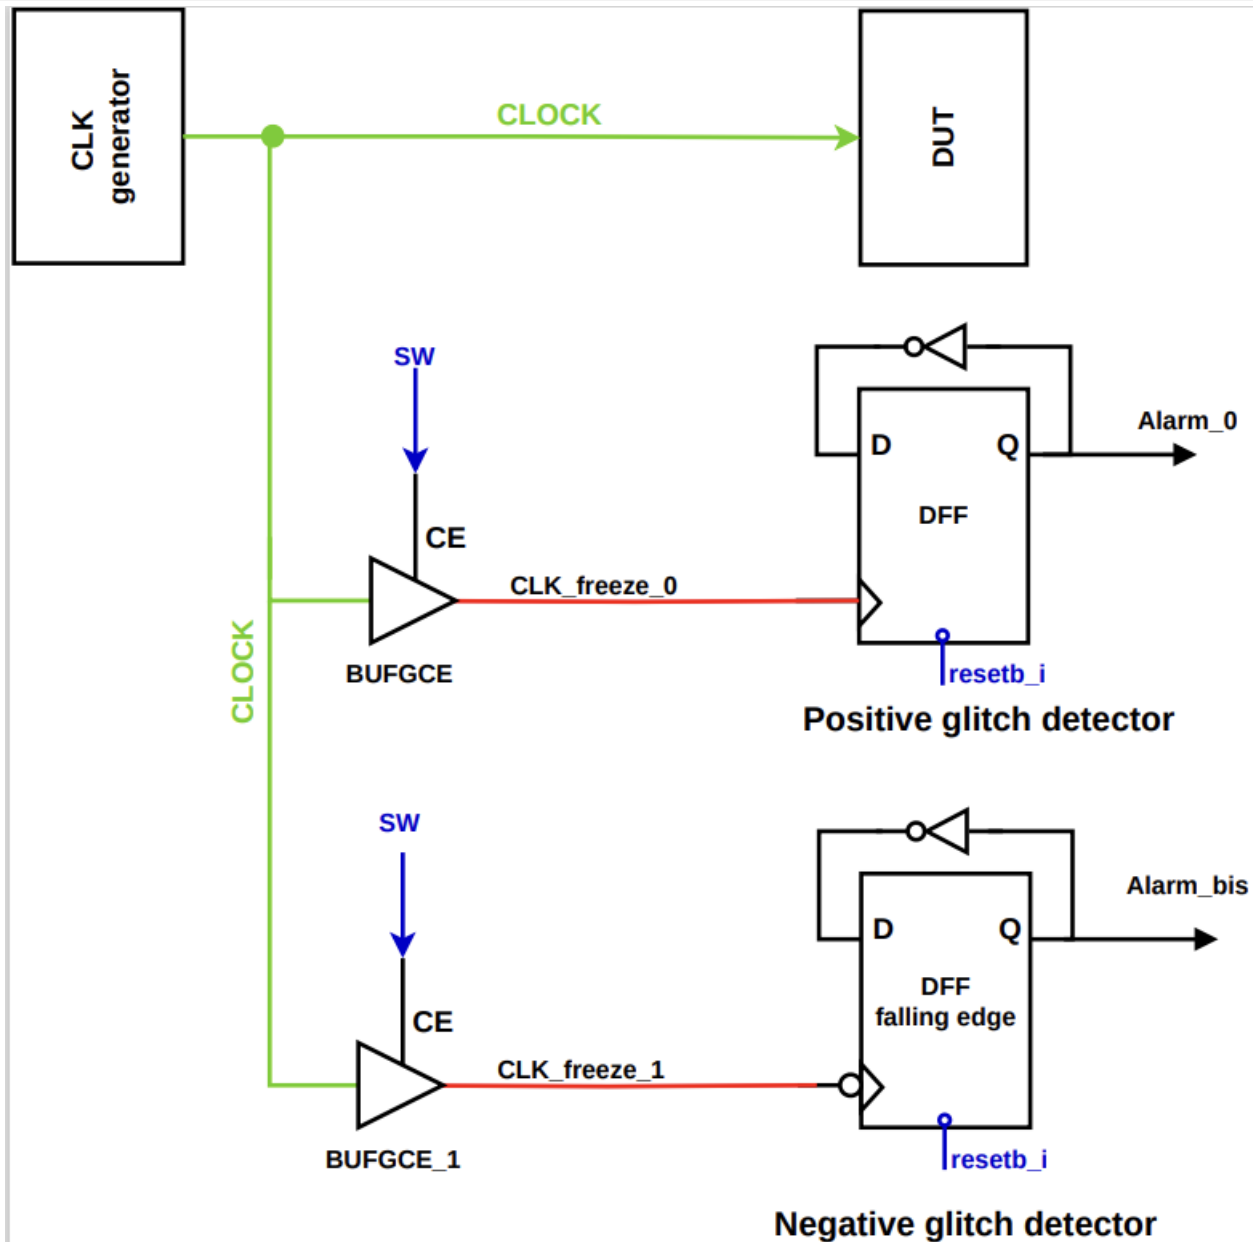 CLK
generator
CLOCK
DUT
SW
CE
CLK_freeze_0
BUFGCE
D
Q
DFF
Alarm_0
resetb_i
Positive glitch detector
CLOCK
SW
CE
CLK_freeze_1
BUFGCE_1
D
Q
DFF
falling edge
Alarm_bis
resetb_i
Negative glitch detector